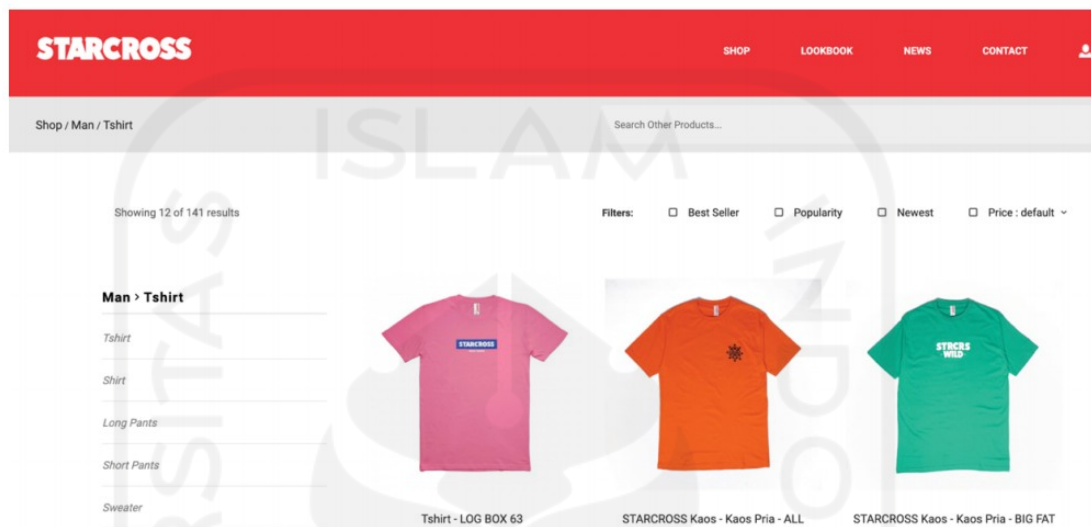 STARCROSS
SHOP LOOKBOOK NEWS CONTACT
Shop / Man / Tshirt
Search Other Products...
ISLAM
Showing 12 of 141 results
Filters: Best Seller Popularity Newest Price : default
Man > Tshirt
Tshirt
Shirt
Long Pants
Short Pants
Sweater
STARCROSS
STRCRS
WILD
Tshirt - LOG BOX 63
STARCROSS Kaos - Kaos Pria - ALL
STARCROSS Kaos - Kaos Pria - BIG FAT